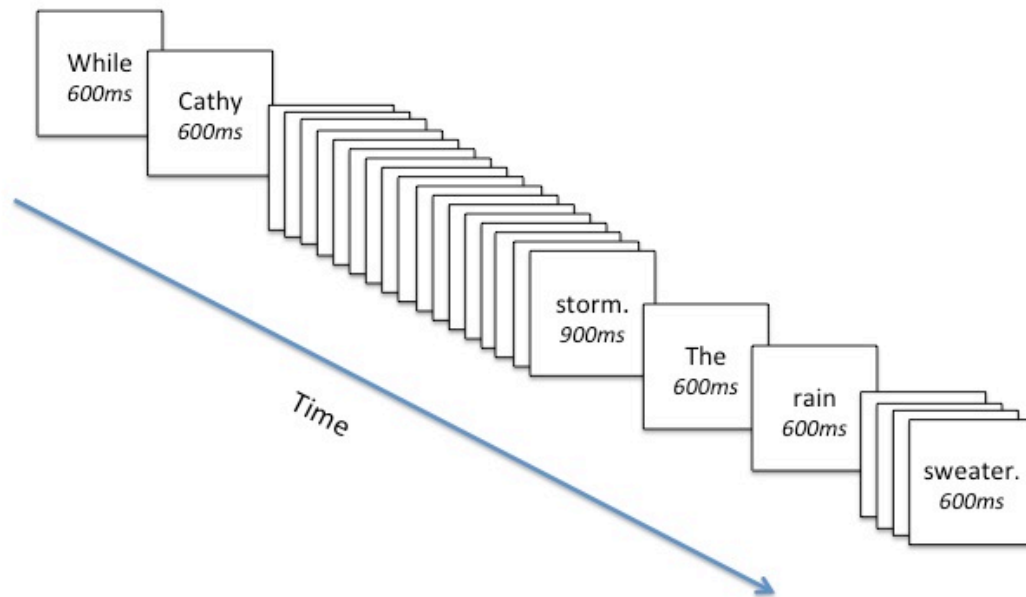 While
600ms
Cathy
600ms
storm.
900ms
The
600ms
rain
600ms
sweater.
600ms
Time